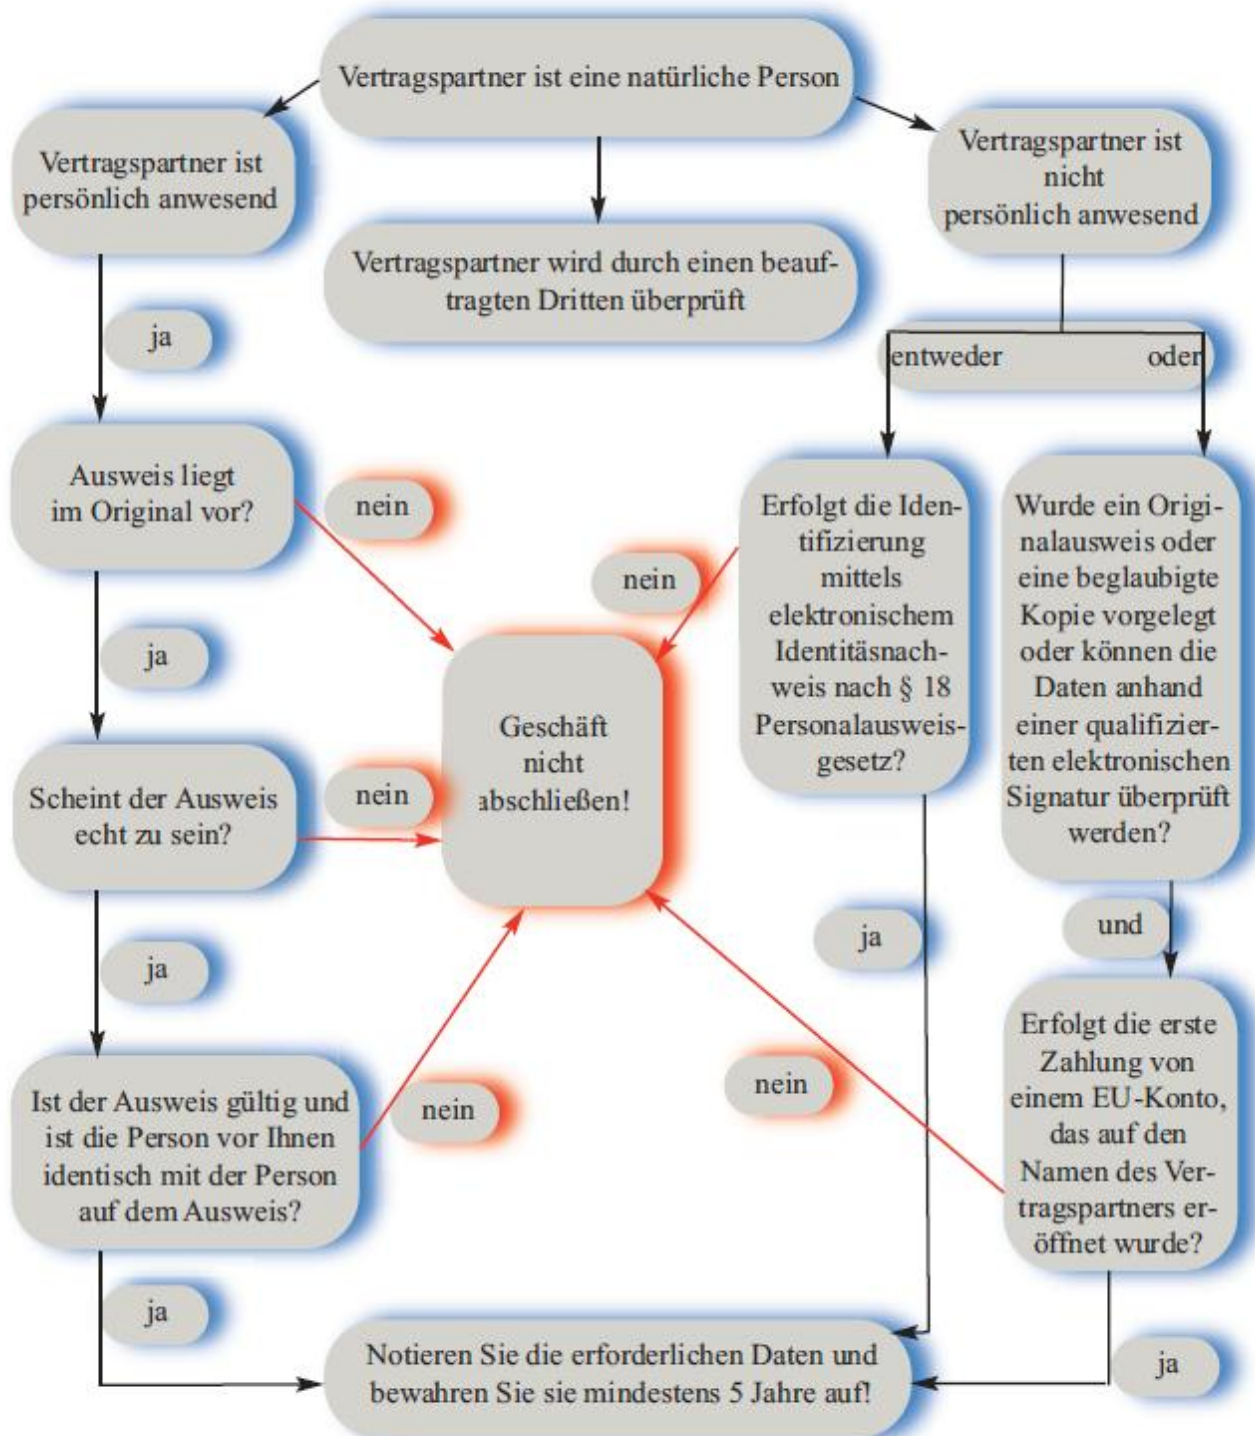 Vertragspartner ist eine natürliche Person
Vertragspartner ist
persönlich anwesend
Vertragspartner ist
nicht
persönlich anwesend
Vertragspartner wird durch einen beauf-
tragten Dritten überprüft
ja
entweder
oder
Ausweis liegt
im Original vor?
nein
nein
Erfolgt die Iden-
tifizierung
mittels
elektronischem
Identitäsnach-
weis nach § 18
Personalausweis-
gesetz?
Wurde ein Origi-
nalausweis oder
eine beglaubigte
Kopie vorgelegt
oder können die
Daten anhand
einer qualifizier-
ten elektronischen
Signatur überprüft
werden?
ja
Geschäft
nicht
abschließen!
Scheint der Ausweis
echt zu sein?
nein
ja
ja
und
Ist der Ausweis gültig und
ist die Person vor Ihnen
identisch mit der Person
auf dem Ausweis?
nein
nein
Erfolgt die erste
Zahlung von
einem EU-Konto,
das auf den
Namen des Ver-
tragspartners er-
öffnet wurde?
ja
Notieren Sie die erforderlichen Daten und
bewahren Sie sie mindestens 5 Jahre auf!
ja